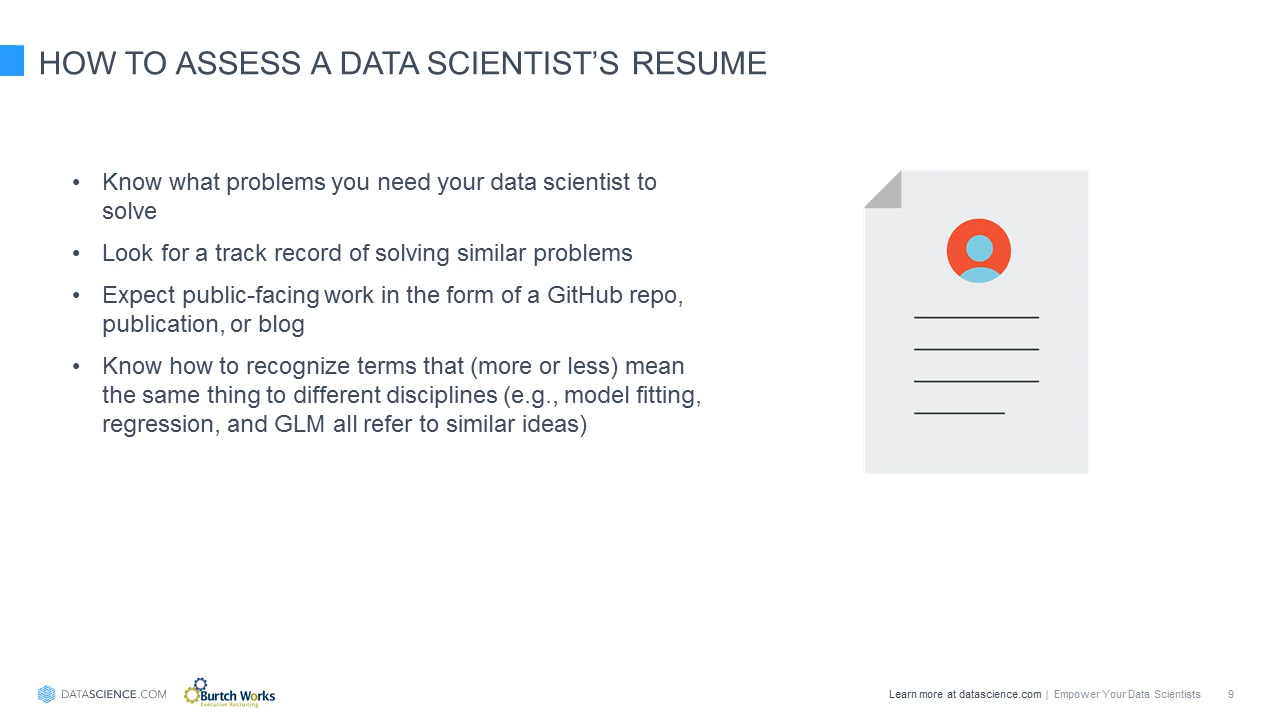 HOW TO ASSESS A DATA SCIENTIST’S RESUME
• Know what problems you need your data scientist to
solve
• Look for a track record of solving similar problems
• Expect public-facing work in the form of a GitHub repo,
publication, or blog
• Know how to recognize terms that (more or less) mean
the same thing to different disciplines (e.g., model fitting,
regression, and GLM all refer to similar ideas)
DATASCIENCE.COM
Burtch Works
Executive Recruiting
Learn more at datascience.com | Empower Your Data Scientists 9